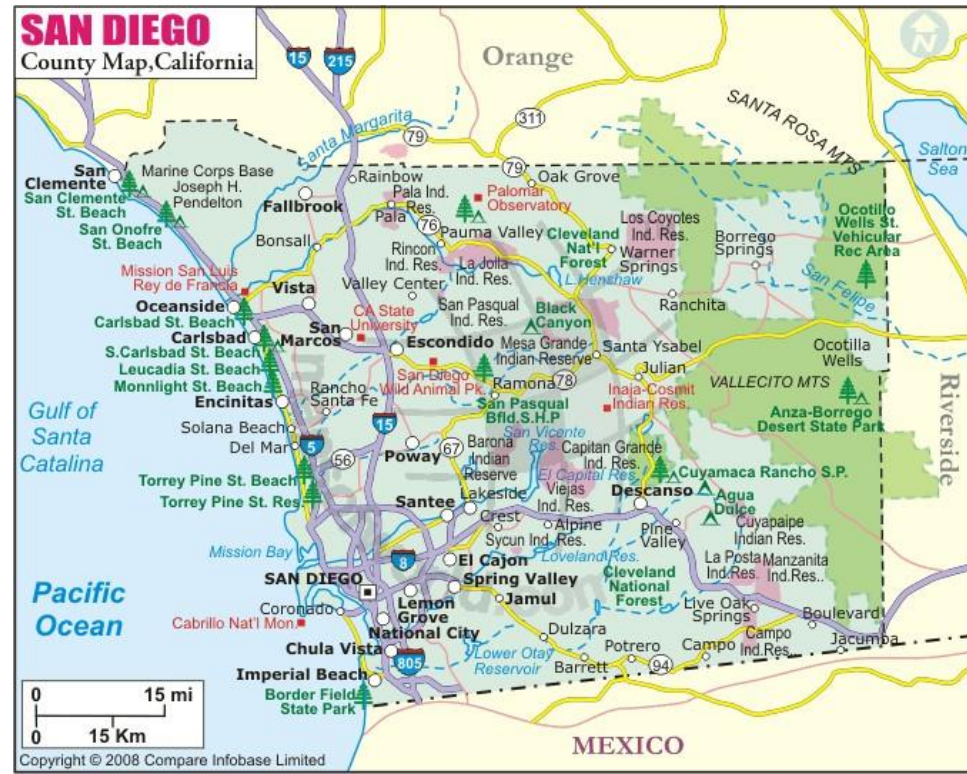 SAN DIEGO
County Map,California
N
15
215
Orange
SANTA ROSA MTS
Salton
Sea
311
79
79
Santa Margarita
San
Clemente
San Clemente
St. Beach
Marine Corps Base
Joseph H.
Pendelton
San Onofre
St. Beach
Rainbow
Fallbrook
Pala Ind.
Res.
Pala
Palomar
Observatory
Oak Grove
76
Pauma Valley
Cleveland
Nat'l
Forest
Los Coyotes
Ind. Res.
Warner
Springs
Borrego
Springs
Ocotillo
Wells St.
Vehicular
Rec Area
Bonsall
Rincon
Ind. Res.
La Jolla
Ind. Res.
L.Henshaw
San Felipe
Mission San Luis
Rey de Francia
Vista
Valley Center
San Pasqual
Ind. Res.
Black
Canyon
Ranchita
Oceanside
Carlsbad St. Beach
Carlsbad
San
Marcos
CA State
University
Escondido
Mesa Grande
Indian Reserve
Santa Ysabel
Ocotilla
Wells
S.Carlsbad St. Beach
Leucadia St. Beach
Monnlight St. Beach
San Diego
Wild Animal Pk.
Ramona
78
Julian
Inaja-Cosmit
Indian Res.
VALLECITO MTS
Anza-Borrego
Desert State Park
Riverside
Gulf of
Santa
Catalina
Encinitas
Rancho
Santa Fe
San Pasqual
Bfld.S.H.P
Solana Beach
Del Mar
5
15
56
Poway
67
San Vicente
Res.
Barona
Indian
Reserve
Capitan Grande
Ind. Res.
El Capital Res.
Cuyamaca Rancho S.P.
Torrey Pine St. Beach
Torrey Pine St. Res.
Santee
Lakeside
Viejas
Ind. Res.
Descanso
Agua
Dulce
Crest
Alpine
Sycun Ind. Res.
Pine
Valley
Cuyapaipe
Indian Res.
Mission Bay
8
El Cajon
Loveland Res.
La Posta
Ind.Res.
Manzanita
Ind.Res..
SAN DIEGO
Spring Valley
Cleveland
National
Forest
Pacific
Ocean
Coronado
Lemon
Grove
Jamul
Live Oak
Springs
Boulevard
Cabrillo Nat'l Mon.
National City
Dulzara
Campo
Ind.Res.
Jacumba
Chula Vista
805
Lower Otay
Reservoir
Barrett
Potrero
94
Campo
Imperial Beach
Border Field
State Park
0 15 mi
0 15 Km
MEXICO
Copyright © 2008 Compare Infobase Limited